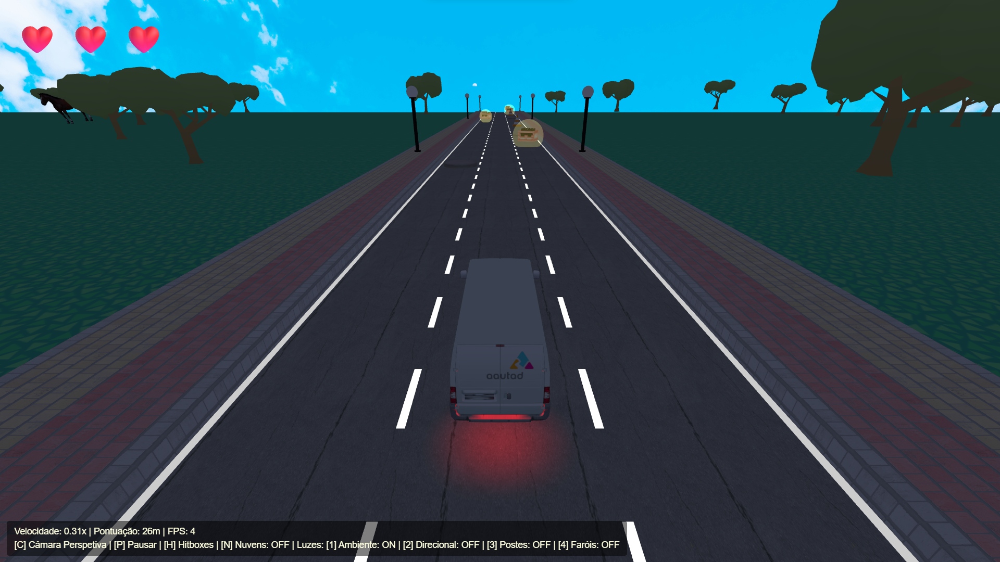 aautad
Velocidade: 0.31x | Pontuação: 26m | FPS: 4
[C] Câmara Perspetiva | [P] Pausar | [H] Hitboxes | [N] Nuvens: OFF | Luzes: [1] Ambiente: ON | [2] Direcional: OFF | [3] Postes: OFF | [4] Faróis: OFF